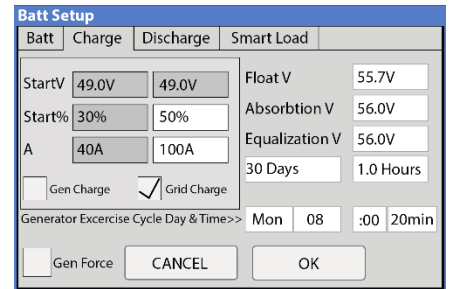 Batt Setup
Batt Charge Discharge Smart Load
StartV 49.0V 49.0V
Start% 30% 50%
A 40A 100A
Gen Charge Grid Charge
Float V 55.7V
Absorbtion V 56.0V
Equalization V 56.0V
30 Days 1.0 Hours
Generator Excercise Cycle Day & Time>> Mon 08 :00 20min
Gen Force CANCEL OK